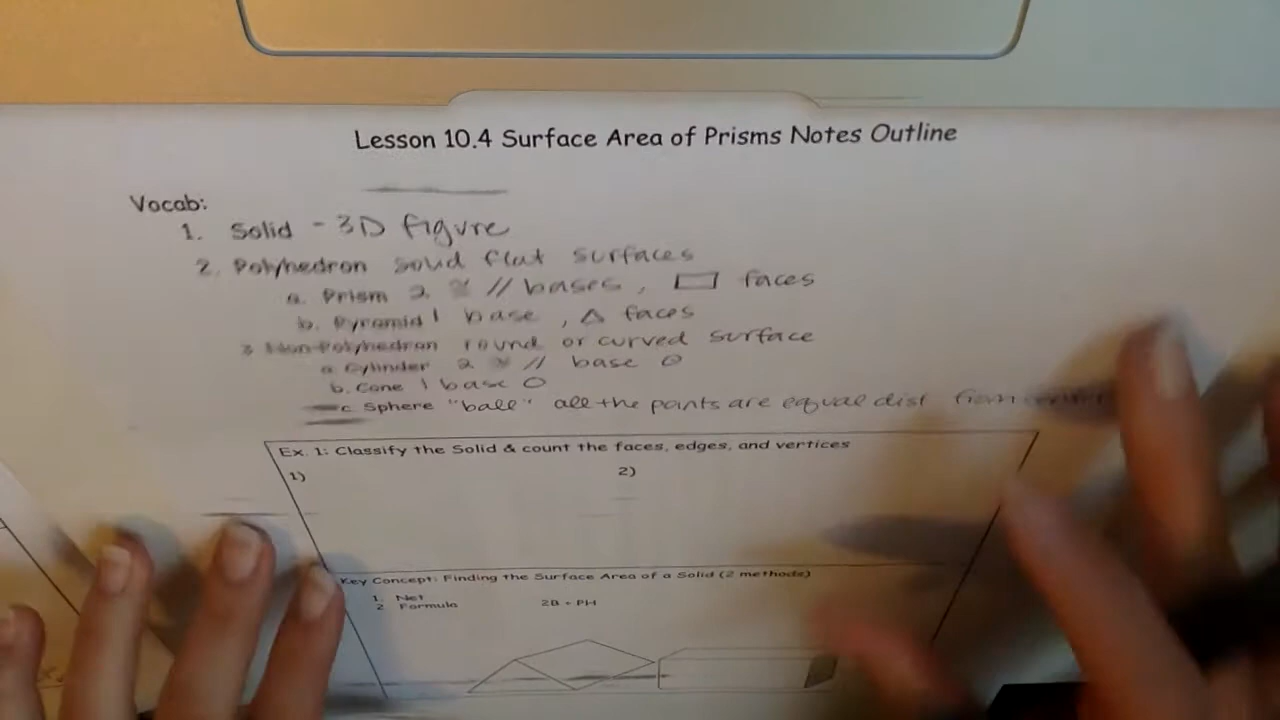 Lesson 10.4 Surface Area of Prisms Notes Outline
Vocab:
1. Solid - 3D figure
2. Polyhedron solid flat surfaces
a. Prism 2 ≅ // bases, ▭ faces
b. Pyramid 1 base, △ faces
3 Non-Polyhedron round or curved surface
a. Cylinder 2 ≅ // base O
b. Cone 1 base O
c. Sphere "ball" all the points are equal dist from
Ex. 1: Classify the Solid & count the faces, edges, and vertices
1) 2)
Key Concept: Finding the Surface Area of a Solid (2 methods)
1. Net
2. Formula 2B + PH